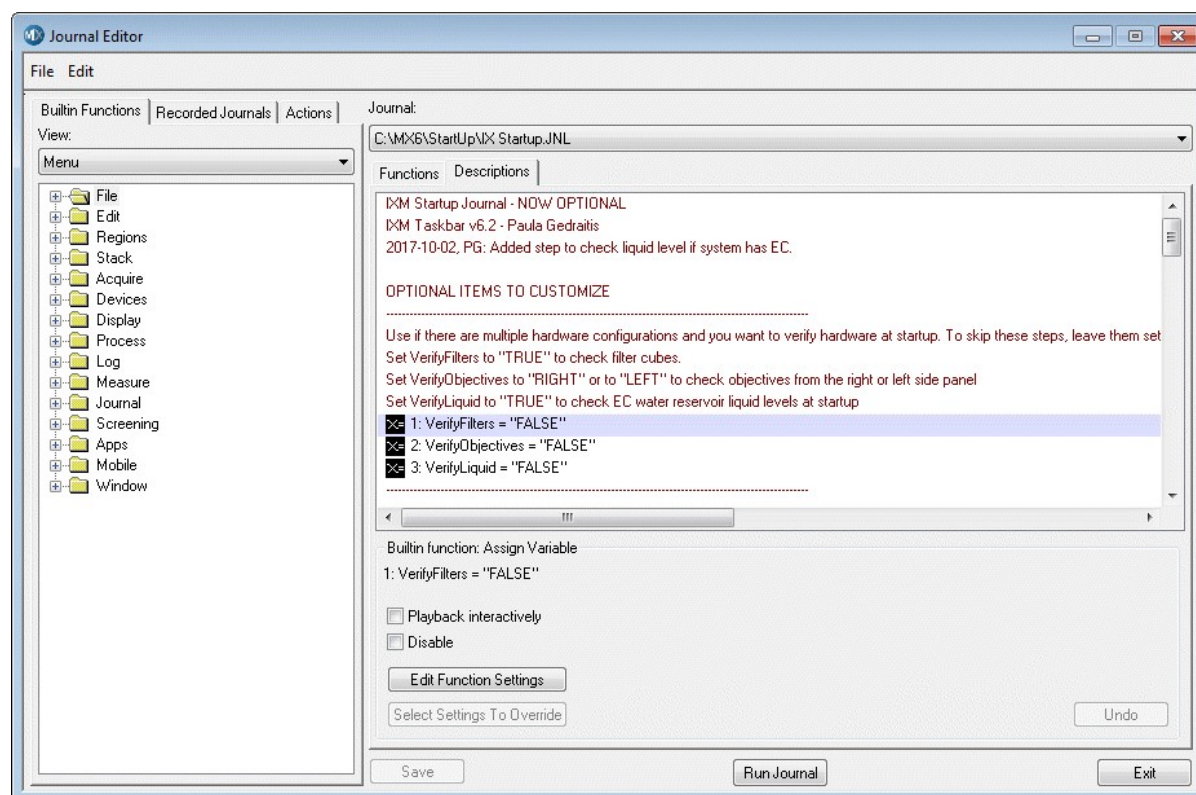 MX Journal Editor
File Edit
Builtin Functions Recorded Journals Actions
View:
Menu
File
Edit
Regions
Stack
Acquire
Devices
Display
Process
Log
Measure
Journal
Screening
Apps
Mobile
Window
Journal:
C:\MX6\StartUp\IX Startup.JNL
Functions Descriptions
IXM Startup Journal - NOW OPTIONAL
IXM Taskbar v6.2 - Paula Gedraitis
2017-10-02, PG: Added step to check liquid level if system has EC.
OPTIONAL ITEMS TO CUSTOMIZE
--------------------------------------------------------------------------------
Use if there are multiple hardware configurations and you want to verify hardware at startup. To skip these steps, leave them set
Set VerifyFilters to "TRUE" to check filter cubes.
Set VerifyObjectives to "RIGHT" or to "LEFT" to check objectives from the right or left side panel
Set VerifyLiquid to "TRUE" to check EC water reservoir liquid levels at startup
X= 1: VerifyFilters = "FALSE"
X= 2: VerifyObjectives = "FALSE"
X= 3: VerifyLiquid = "FALSE"
--------------------------------------------------------------------------------
Builtin function: Assign Variable
1: VerifyFilters = "FALSE"
Playback interactively
Disable
Edit Function Settings
Select Settings To Override Undo
Save Run Journal Exit